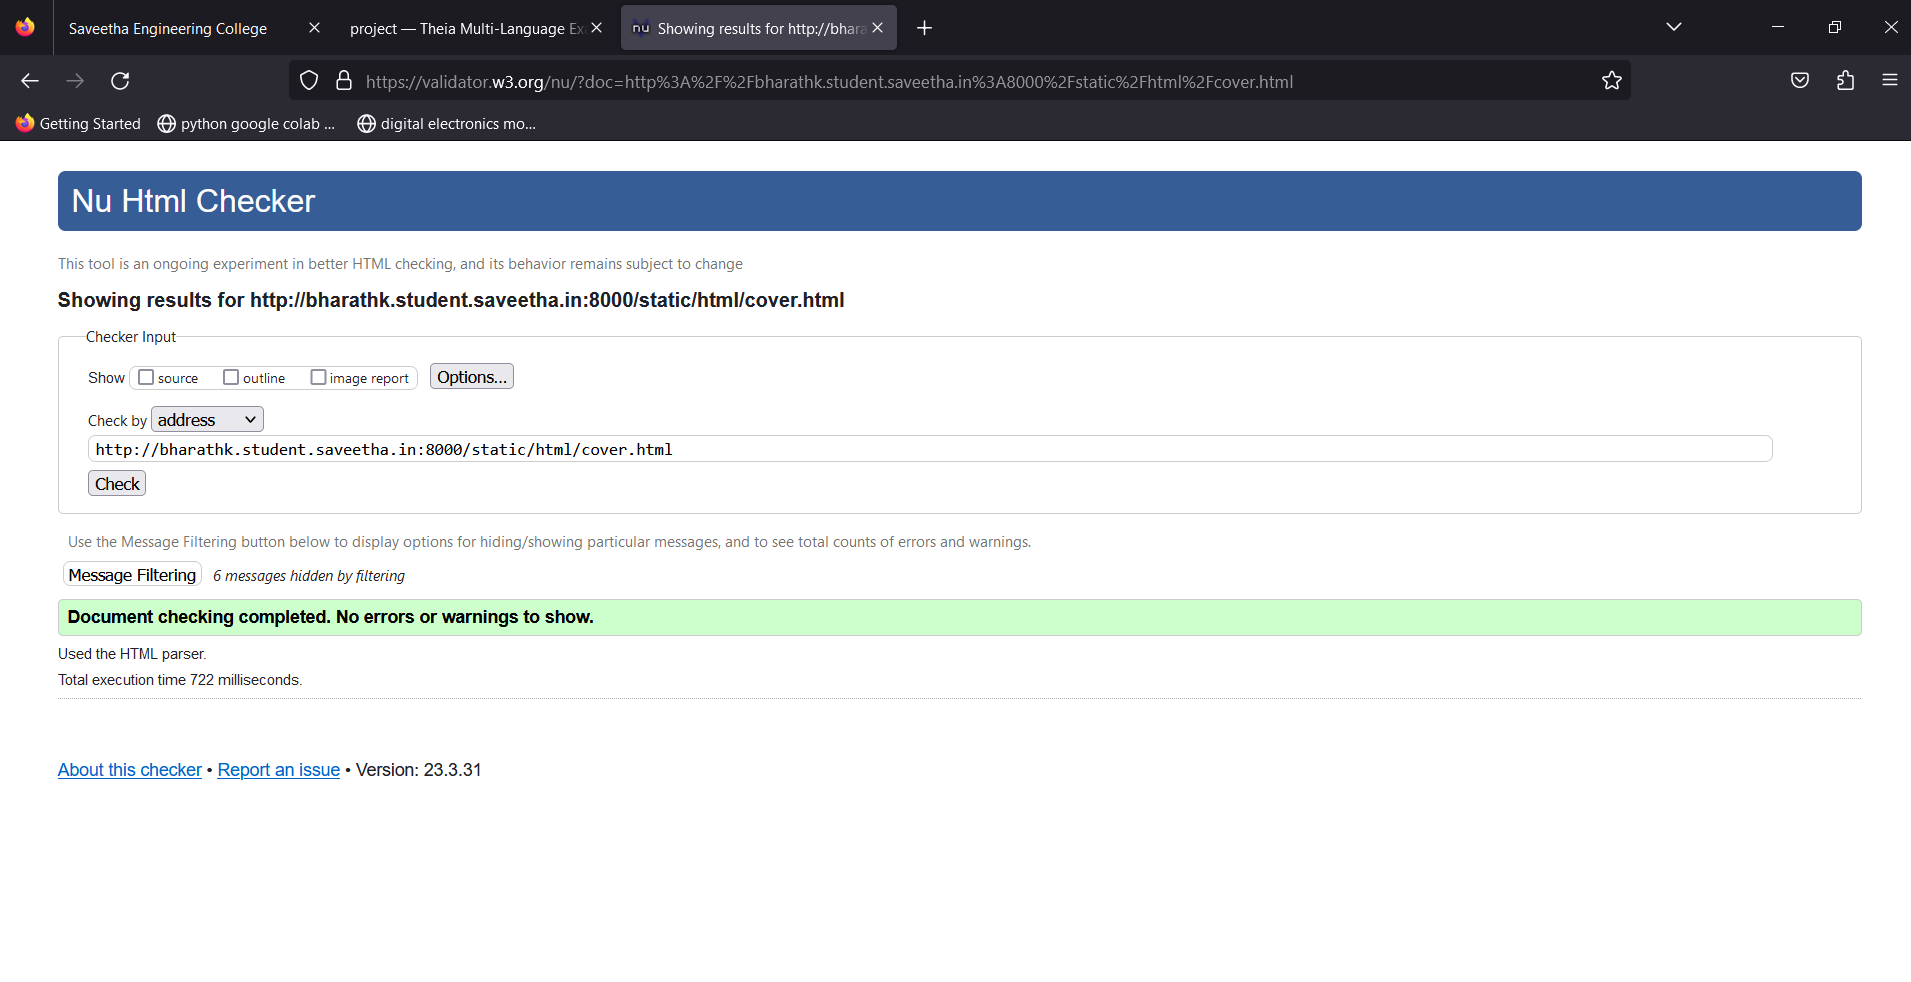 Saveetha Engineering College
project — Theia Multi-Language Ex
nu Showing results for http://bhara
https://validator.w3.org/nu/?doc=http%3A%2F%2Fbharathk.student.saveetha.in%3A8000%2Fstatic%2Fhtml%2Fcover.html
Getting Started python google colab ... digital electronics mo...
Nu Html Checker
This tool is an ongoing experiment in better HTML checking, and its behavior remains subject to change
Showing results for http://bharathk.student.saveetha.in:8000/static/html/cover.html
Checker Input
Show source outline image report Options...
Check by address
http://bharathk.student.saveetha.in:8000/static/html/cover.html
Check
Use the Message Filtering button below to display options for hiding/showing particular messages, and to see total counts of errors and warnings.
Message Filtering 6 messages hidden by filtering
Document checking completed. No errors or warnings to show.
Used the HTML parser.
Total execution time 722 milliseconds.
About this checker • Report an issue • Version: 23.3.31